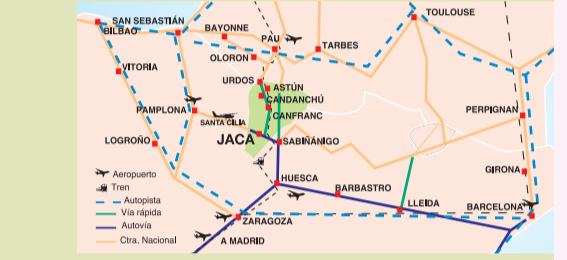 TOULOUSE
SAN SEBASTIÁN
BILBAO
BAYONNE
PAU
TARBES
OLORON
VITORIA
URDOS
ASTÚN
CANDANCHÚ
PAMPLONA
CANFRANC
PERPIGNAN
SANTA CILIA
LOGROÑO
JACA
SABIÑÁNIGO
GIRONA
Aeropuerto
HUESCA
Tren
BARBASTRO
Autopista
LLEIDA
BARCELONA
Vía rápida
ZARAGOZA
Autovía
A MADRID
Ctra. Nacional